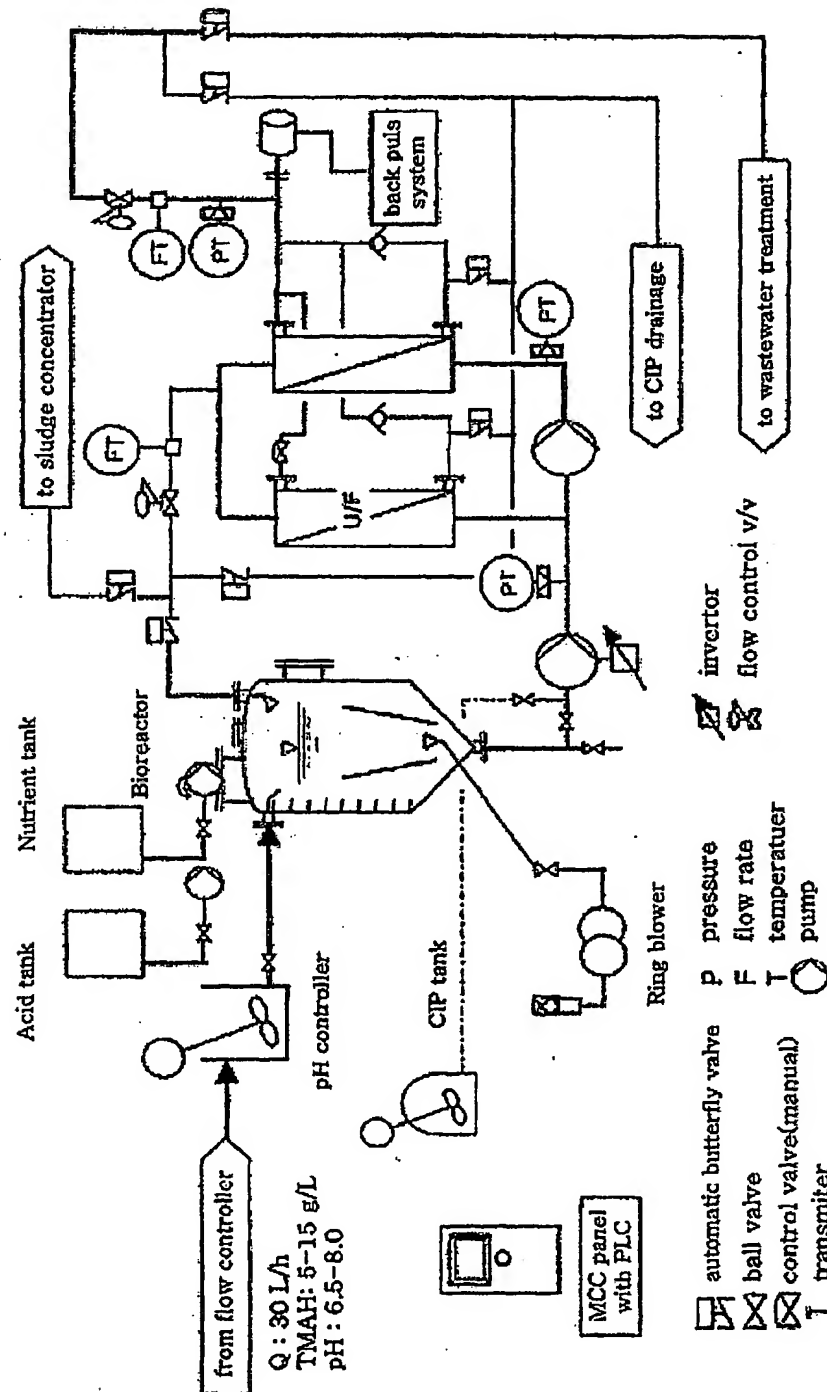 Acid tank
Nutrient tank
Bioreactor
to sludge concentrator
FT
FT
PT
back puls
system
U/F
PT
PT
from flow controller
Q : 30 L/h
TMAH: 5-15 g/L
pH : 6.5-8.0
pH controller
CIP tank
Ring blower
to CIP drainage
to wastewater treatment
MCC panel
with PLC
automatic butterfly valve
ball valve
control valve(manual)
T transmiter
P pressure
F flow rate
T temperatuer
pump
invertor
flow control v/v